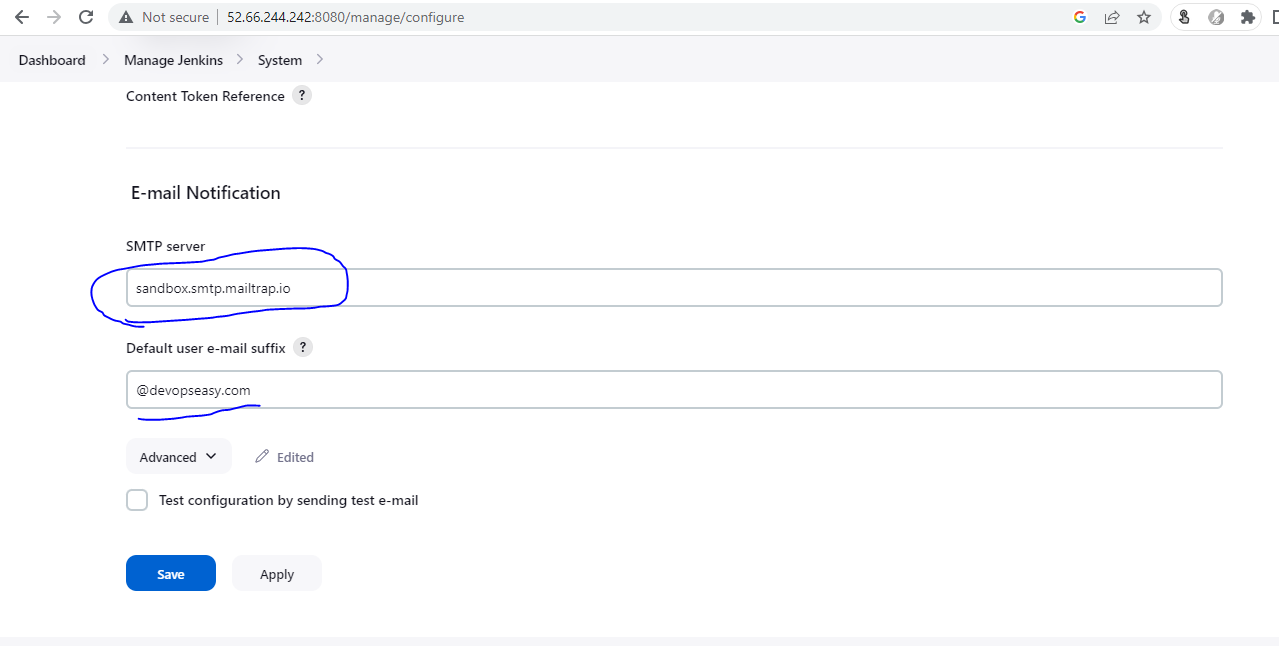 Not secure 52.66.244.242:8080/manage/configure
Dashboard Manage Jenkins System
Content Token Reference ?
E-mail Notification
SMTP server
sandbox.smtp.mailtrap.io
Default user e-mail suffix ?
@devopseasy.com
Advanced Edited
Test configuration by sending test e-mail
Save Apply